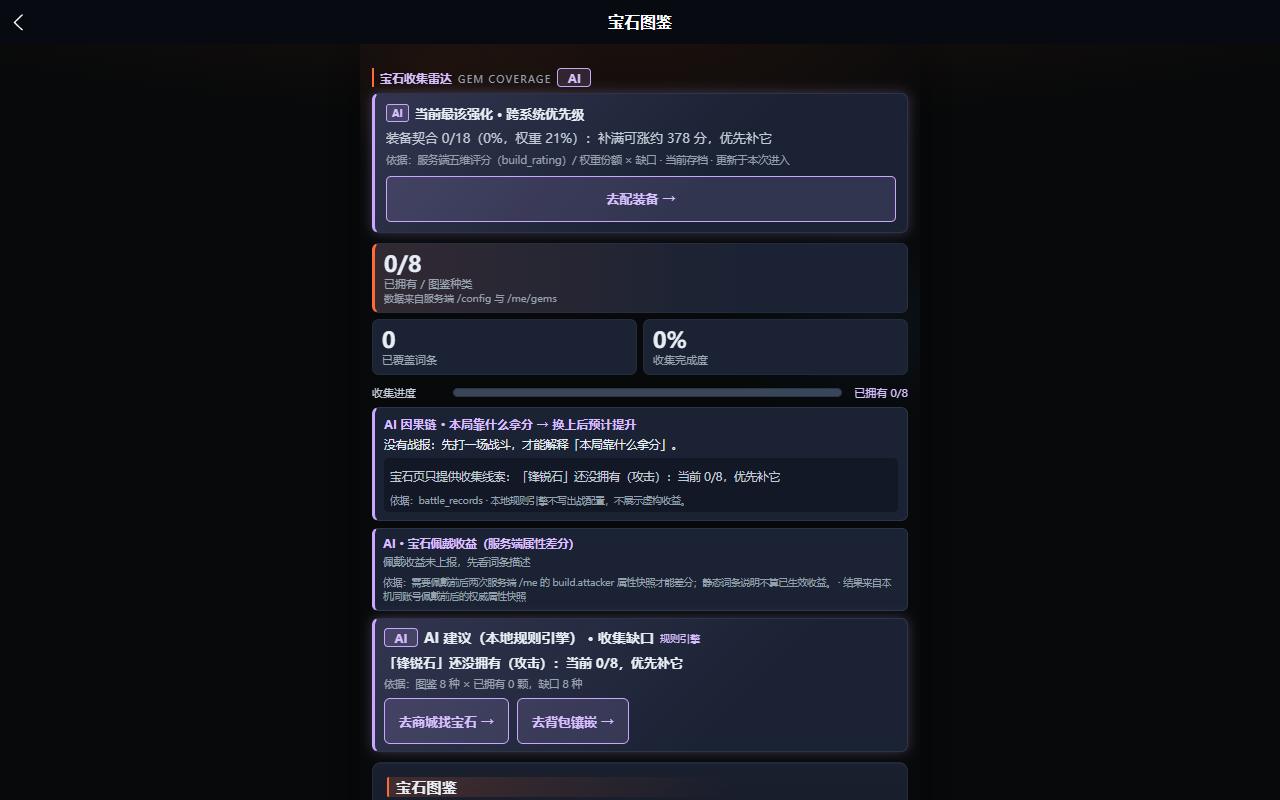 宝石图鉴
宝石收集雷达 GEM COVERAGE AI
AI 当前最该强化 • 跨系统优先级
装备契合 0/18（0%，权重 21%）：补满可涨约 378 分，优先补它
依据：服务端五维评分（build_rating）/ 权重份额 × 缺口 · 当前存档 · 更新于本次进入
去配装备 →
0/8
已拥有 / 图鉴种类
数据来自服务端 /config 与 /me/gems
0
已覆盖词条
0%
收集完成度
收集进度
已拥有 0/8
AI 因果链 • 本局靠什么拿分 → 换上后预计提升
没有战报：先打一场战斗，才能解释「本局靠什么拿分」。
宝石页只提供收集线索：「锋锐石」还没拥有（攻击）：当前 0/8，优先补它
依据：battle_records · 本地规则引擎不写出战配置，不展示虚构收益。
AI • 宝石佩戴收益（服务端属性差分）
佩戴收益未上报，先看词条描述
依据：需要佩戴前后两次服务端 /me 的 build.attacker 属性快照才能差分；静态词条说明不算已生效收益。 · 结果来自本
机同账号佩戴前后的权威属性快照
AI AI 建议（本地规则引擎） • 收集缺口 规则引擎
「锋锐石」还没拥有（攻击）：当前 0/8，优先补它
依据：图鉴 8 种 × 已拥有 0 颗，缺口 8 种
去商城找宝石 →
去背包镶嵌 →
宝石图鉴